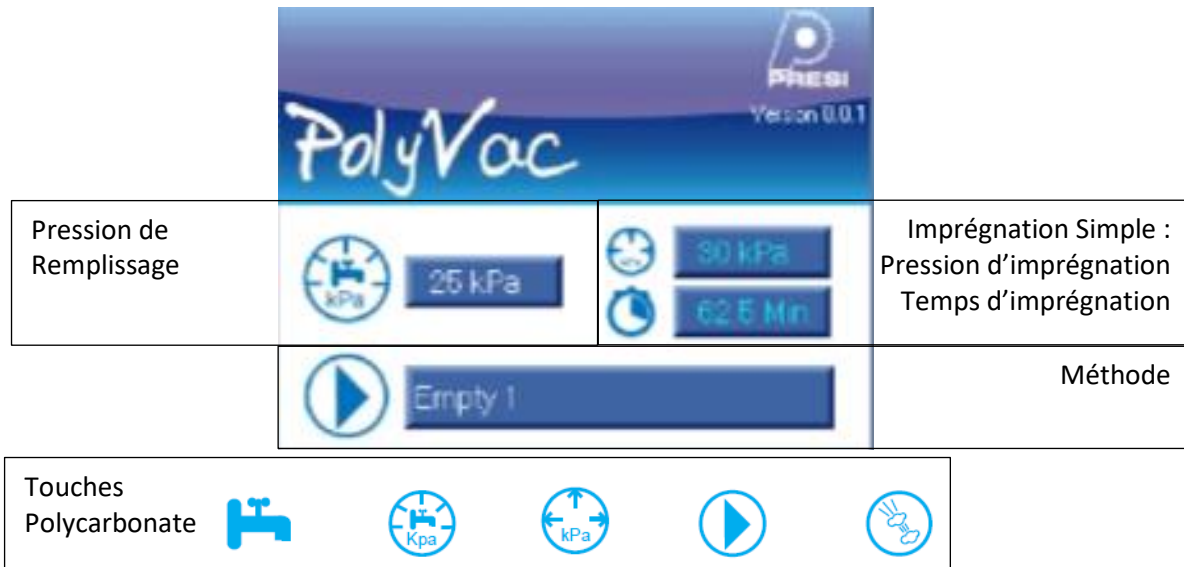 PRESI
Version 0.0.1
PolyVac
Pression de
Remplissage
kPa
25 kPa
30 kPa
62.5 Min
Imprégnation Simple :
Pression d’imprégnation
Temps d’imprégnation
Empty 1
Méthode
Touches
Polycarbonate
Kpa
kPa